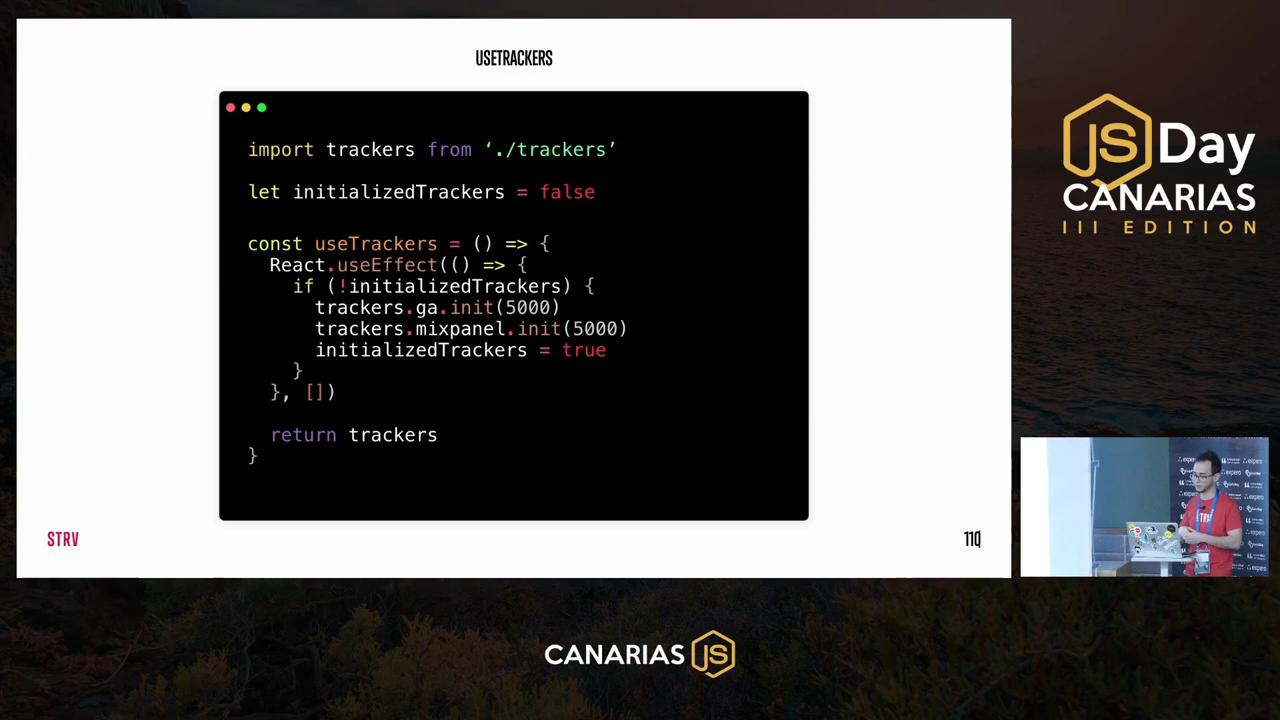 USETRACKERS
import trackers from ‘./trackers’
let initializedTrackers = false
const useTrackers = () => {
React.useEffect(() => {
if (!initializedTrackers) {
trackers.ga.init(5000)
trackers.mixpanel.init(5000)
initializedTrackers = true
}
}, [])
return trackers
}
STRV
110
JS Day
CANARIAS
III EDITION
CANARIAS JS